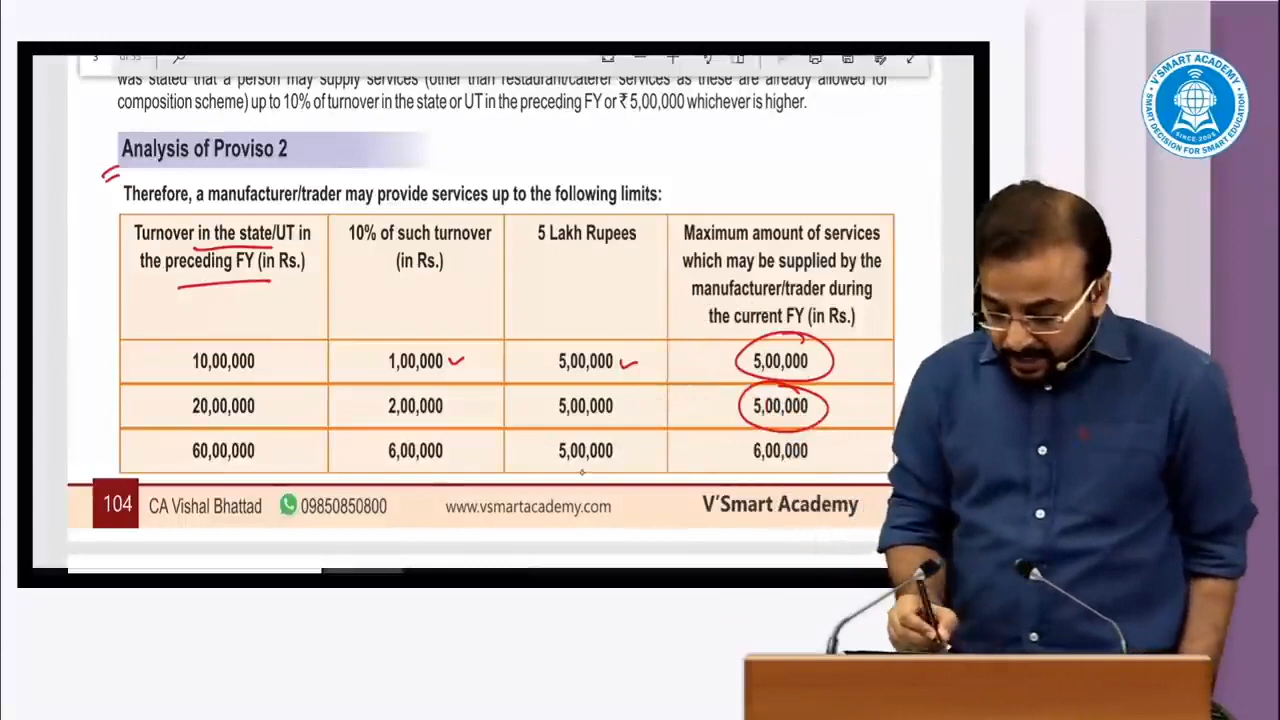 3 of 55
was stated that a person may supply services (other than restaurant/caterer services as these are already allowed for
composition scheme) up to 10% of turnover in the state or UT in the preceding FY or ₹ 5,00,000 whichever is higher.
Analysis of Proviso 2
Therefore, a manufacturer/trader may provide services up to the following limits:
Turnover in the state/UT in the preceding FY (in Rs.)
10% of such turnover (in Rs.)
5 Lakh Rupees
Maximum amount of services which may be supplied by the manufacturer/trader during the current FY (in Rs.)
10,00,000 1,00,000 5,00,000 5,00,000
20,00,000 2,00,000 5,00,000 5,00,000
60,00,000 6,00,000 5,00,000 6,00,000
104 CA Vishal Bhattad 09850850800 www.vsmartacademy.com V'Smart Academy
V'SMART ACADEMY
SMART DECISION FOR SMART EDUCATION
SINCE 2005